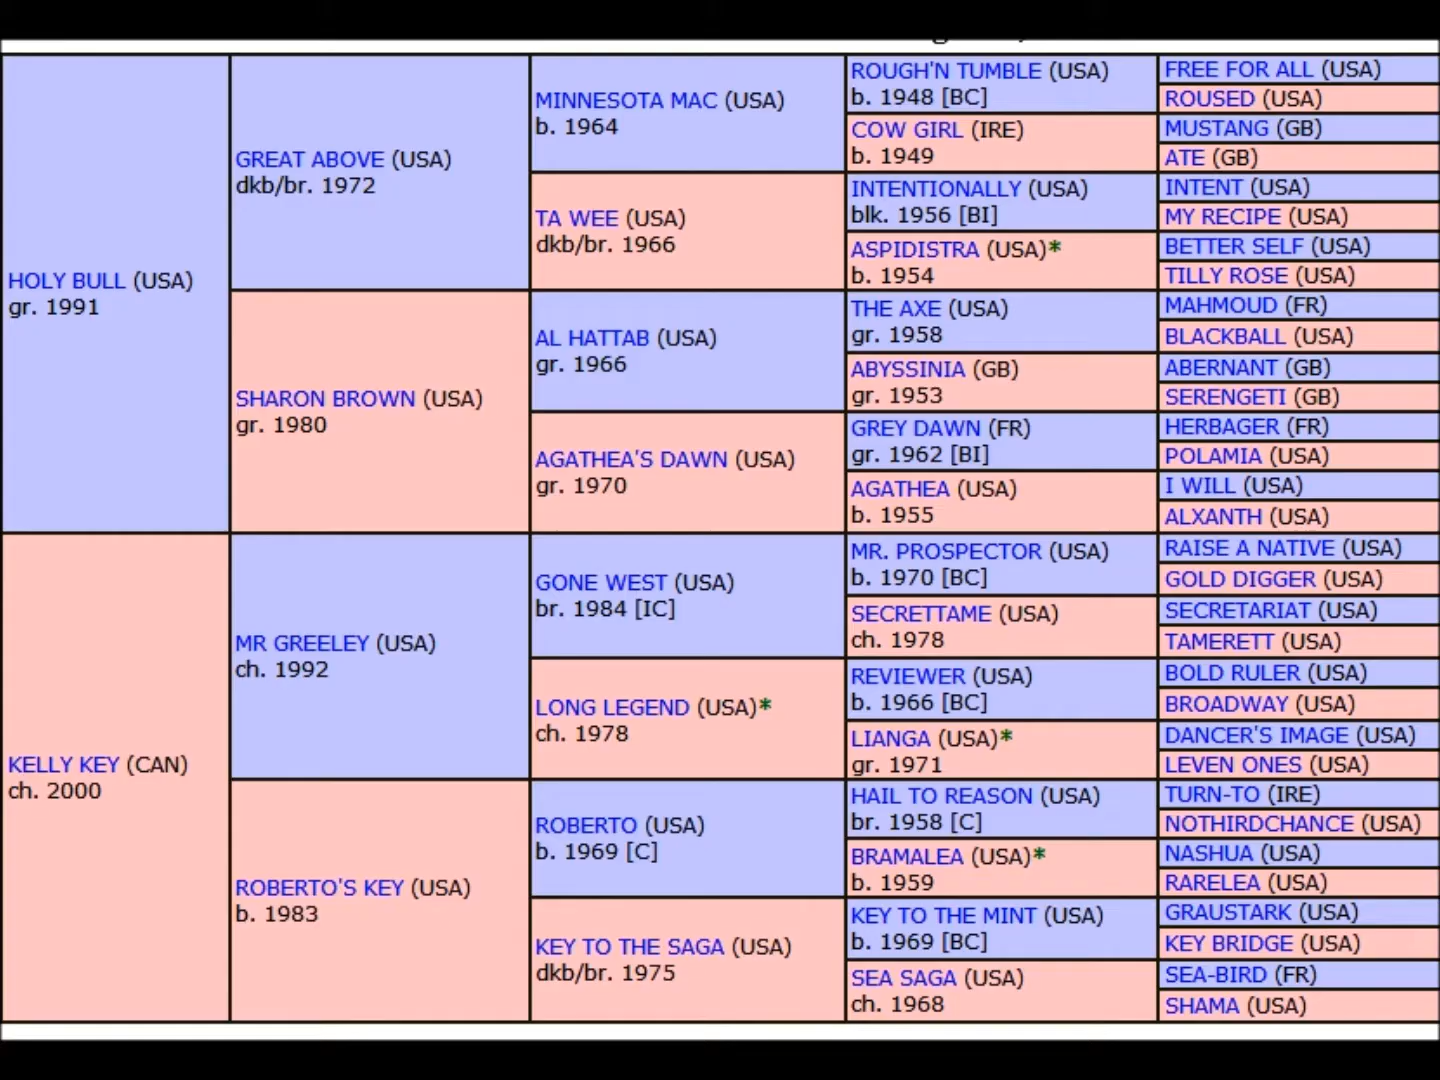 HOLY BULL (USA)
gr. 1991
GREAT ABOVE (USA)
dkb/br. 1972
MINNESOTA MAC (USA)
b. 1964
ROUGH'N TUMBLE (USA)
b. 1948 [BC]
FREE FOR ALL (USA)
ROUSED (USA)
COW GIRL (IRE)
b. 1949
MUSTANG (GB)
ATE (GB)
TA WEE (USA)
dkb/br. 1966
INTENTIONALLY (USA)
blk. 1956 [BI]
INTENT (USA)
MY RECIPE (USA)
ASPIDISTRA (USA)*
b. 1954
BETTER SELF (USA)
TILLY ROSE (USA)
SHARON BROWN (USA)
gr. 1980
AL HATTAB (USA)
gr. 1966
THE AXE (USA)
gr. 1958
MAHMOUD (FR)
BLACKBALL (USA)
ABYSSINIA (GB)
gr. 1953
ABERNANT (GB)
SERENGETI (GB)
AGATHEA'S DAWN (USA)
gr. 1970
GREY DAWN (FR)
gr. 1962 [BI]
HERBAGER (FR)
POLAMIA (USA)
AGATHEA (USA)
b. 1955
I WILL (USA)
ALXANTH (USA)
KELLY KEY (CAN)
ch. 2000
MR GREELEY (USA)
ch. 1992
GONE WEST (USA)
br. 1984 [IC]
MR. PROSPECTOR (USA)
b. 1970 [BC]
RAISE A NATIVE (USA)
GOLD DIGGER (USA)
SECRETTAME (USA)
ch. 1978
SECRETARIAT (USA)
TAMERETT (USA)
LONG LEGEND (USA)*
ch. 1978
REVIEWER (USA)
b. 1966 [BC]
BOLD RULER (USA)
BROADWAY (USA)
LIANGA (USA)*
gr. 1971
DANCER'S IMAGE (USA)
LEVEN ONES (USA)
ROBERTO'S KEY (USA)
b. 1983
ROBERTO (USA)
b. 1969 [C]
HAIL TO REASON (USA)
br. 1958 [C]
TURN-TO (IRE)
NOTHIRDCHANCE (USA)
BRAMALEA (USA)*
b. 1959
NASHUA (USA)
RARELEA (USA)
KEY TO THE SAGA (USA)
dkb/br. 1975
KEY TO THE MINT (USA)
b. 1969 [BC]
GRAUSTARK (USA)
KEY BRIDGE (USA)
SEA SAGA (USA)
ch. 1968
SEA-BIRD (FR)
SHAMA (USA)